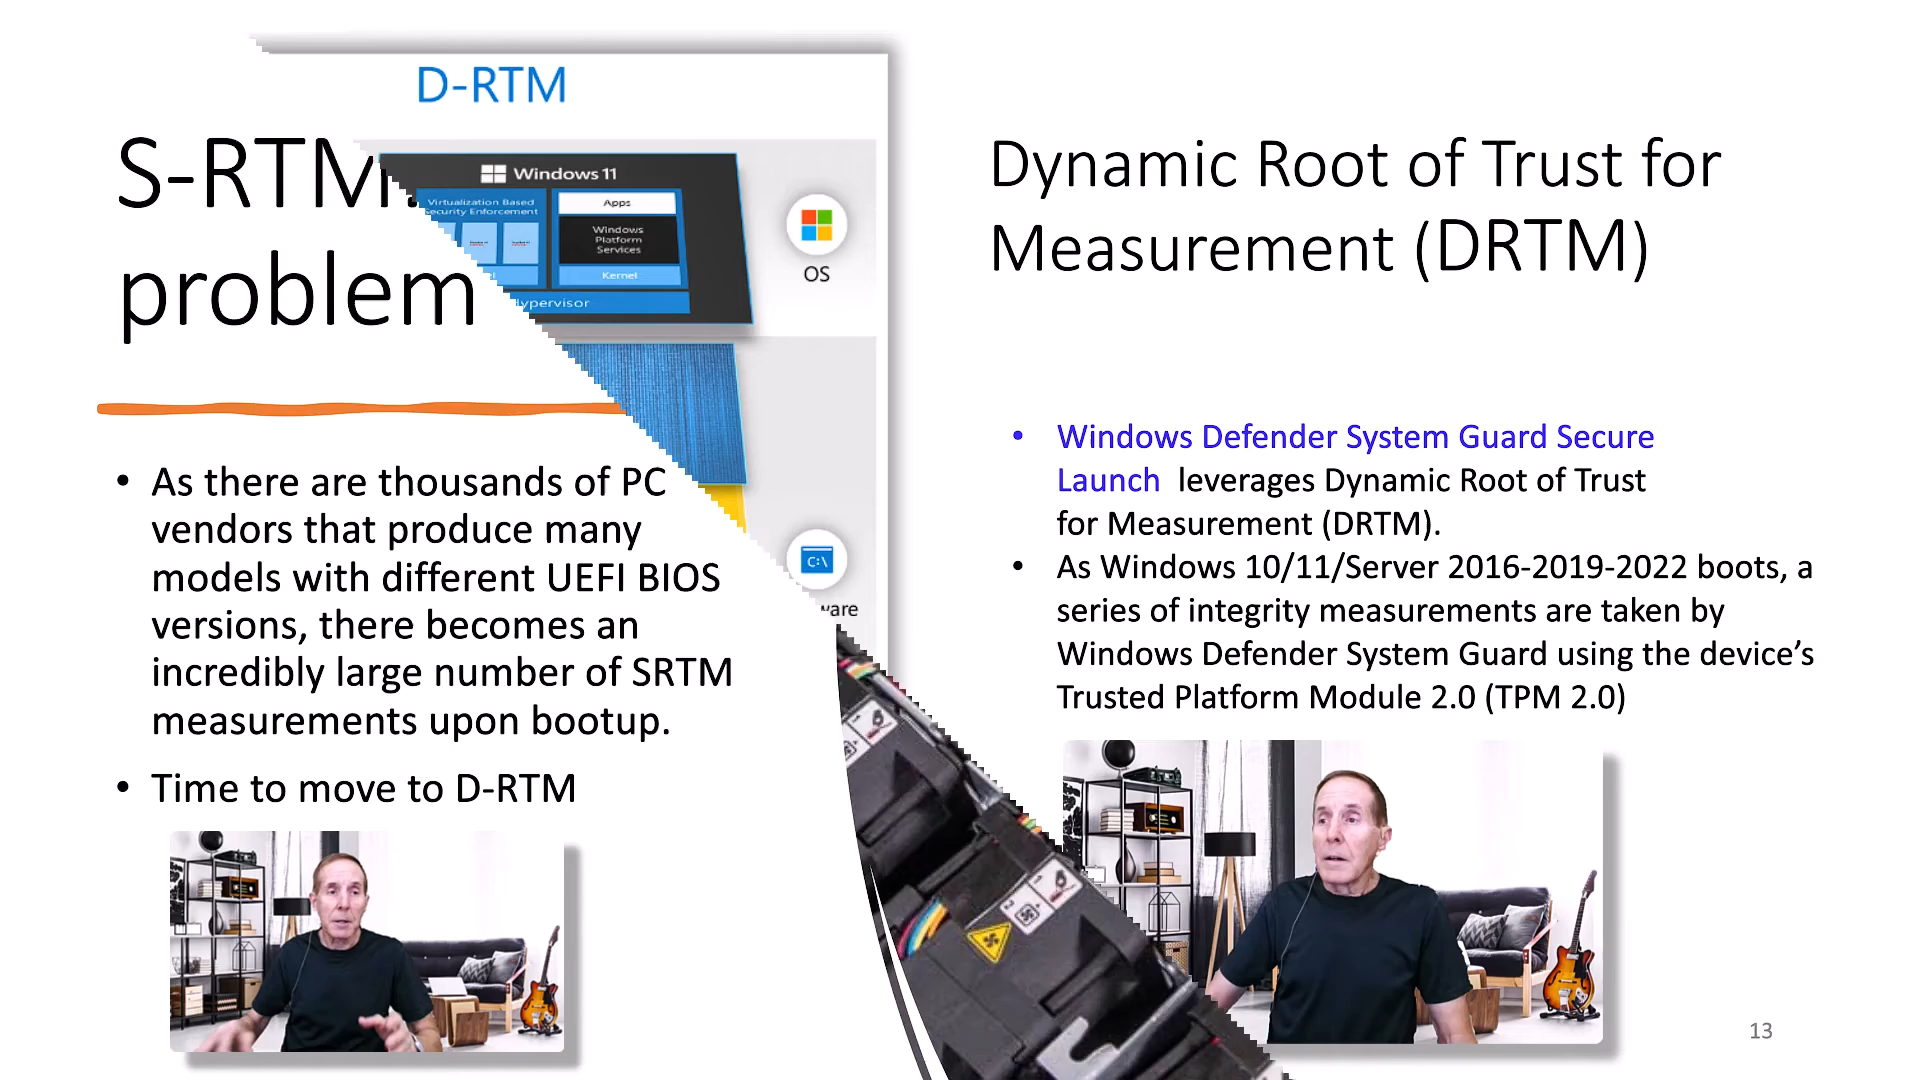 D-RTM
S-RTM
problem
Windows 11
Virtualization Based
Security Enforcement
Apps
Windows
Platform
Services
Kernel
Hypervisor
OS
• As there are thousands of PC
vendors that produce many
models with different UEFI BIOS
versions, there becomes an
incredibly large number of SRTM
measurements upon bootup.
• Time to move to D-RTM
C:\
ware
Dynamic Root of Trust for
Measurement (DRTM)
• Windows Defender System Guard Secure
Launch leverages Dynamic Root of Trust
for Measurement (DRTM).
• As Windows 10/11/Server 2016-2019-2022 boots, a
series of integrity measurements are taken by
Windows Defender System Guard using the device’s
Trusted Platform Module 2.0 (TPM 2.0)
13